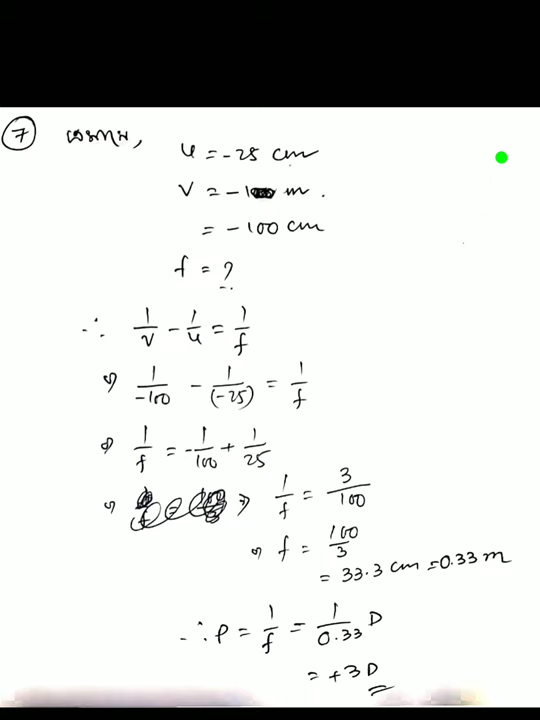 ⑦
u = -25 cm
v = -1 m.
= -100 cm
f = ?
∴ 1/v - 1/u = 1/f
⇒ 1/-100 - 1/(-25) = 1/f
⇒ 1/f = -1/100 + 1/25
⇒ ⇒ 1/f = 3/100
⇒ f = 100/3
= 33.3 cm = 0.33 m
∴ P = 1/f = 1/0.33 D
= +3D